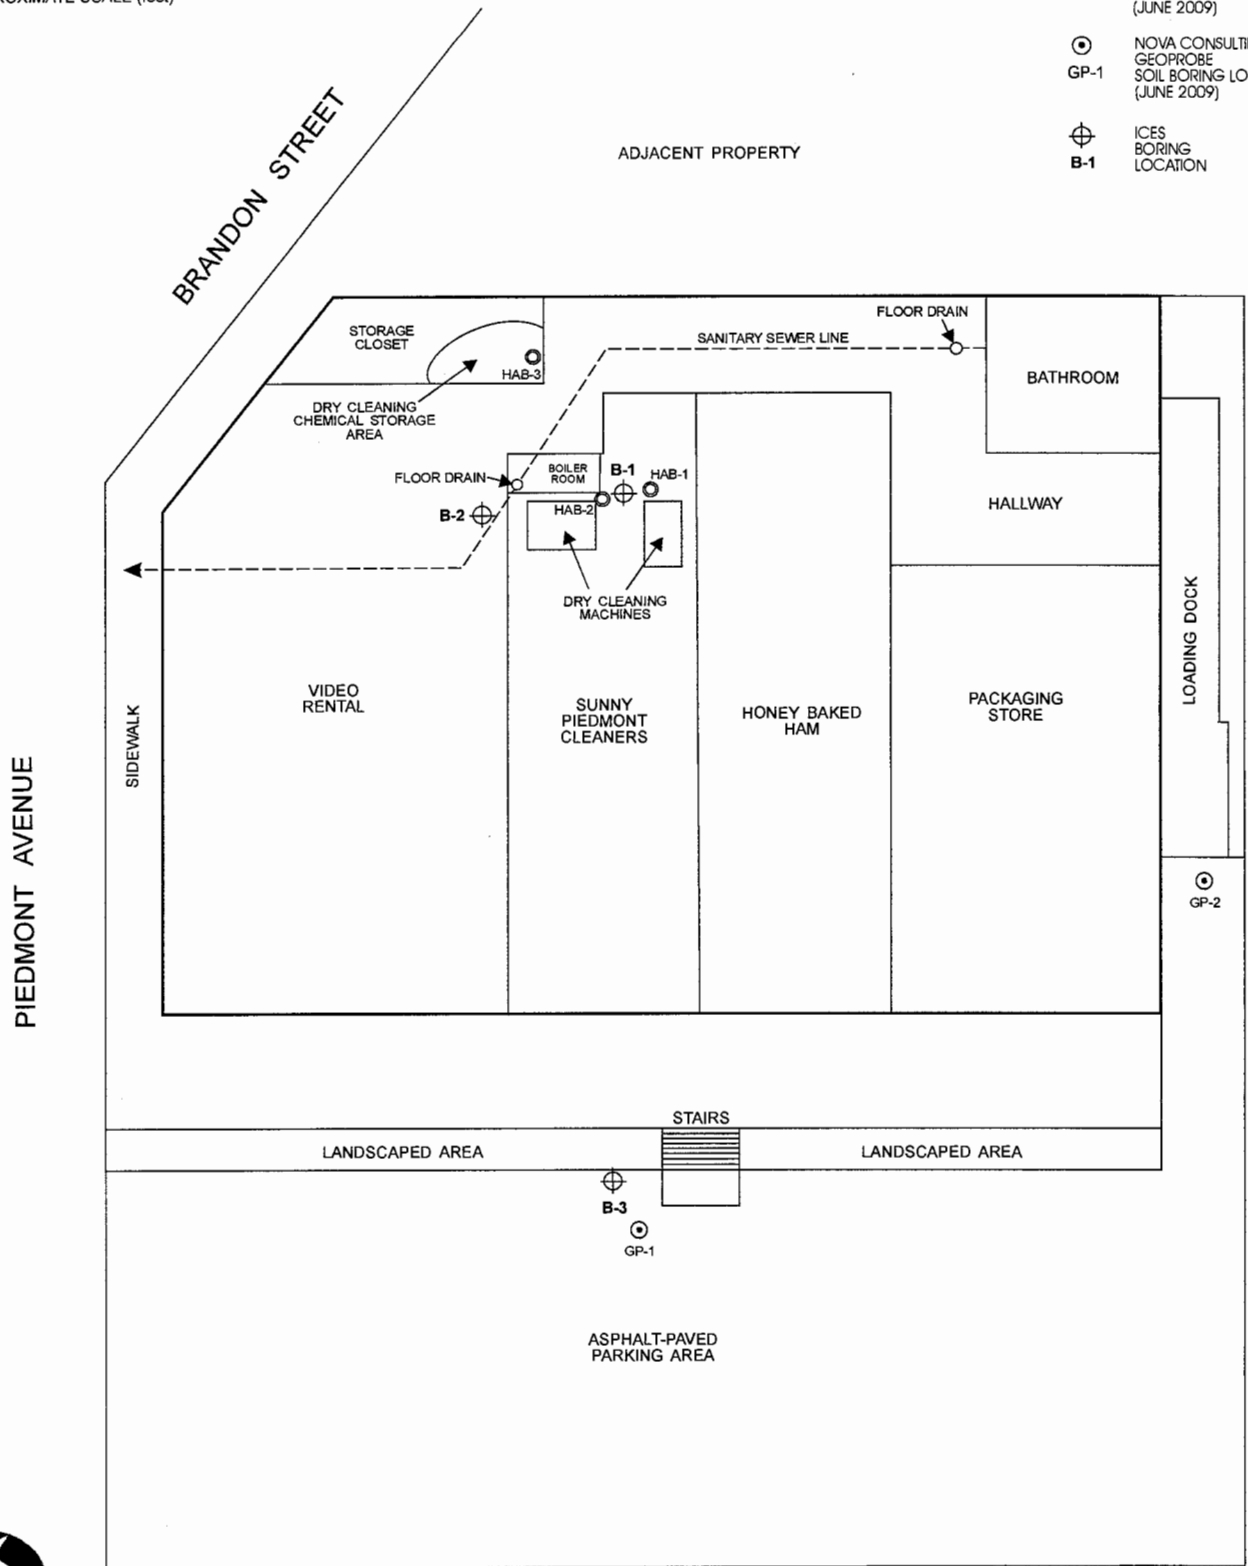 (JUNE 2009)
GP-1
NOVA
GEOPROBE
SOIL BORING
(JUNE 2009)
B-1
ICES
BORING
LOCATION
BRANDON STREET
ADJACENT PROPERTY
STORAGE
CLOSET
HAB-3
DRY CLEANING
CHEMICAL STORAGE
AREA
FLOOR DRAIN
SANITARY SEWER LINE
BATHROOM
FLOOR DRAIN
BOILER
ROOM
B-1
HAB-1
HAB-2
B-2
HALLWAY
DRY CLEANING
MACHINES
LOADING DOCK
VIDEO
RENTAL
SUNNY
PIEDMONT
CLEANERS
HONEY BAKED
HAM
PACKAGING
STORE
SIDEWALK
PIEDMONT AVENUE
GP-2
STAIRS
LANDSCAPED AREA
LANDSCAPED AREA
B-3
GP-1
ASPHALT-PAVED
PARKING AREA